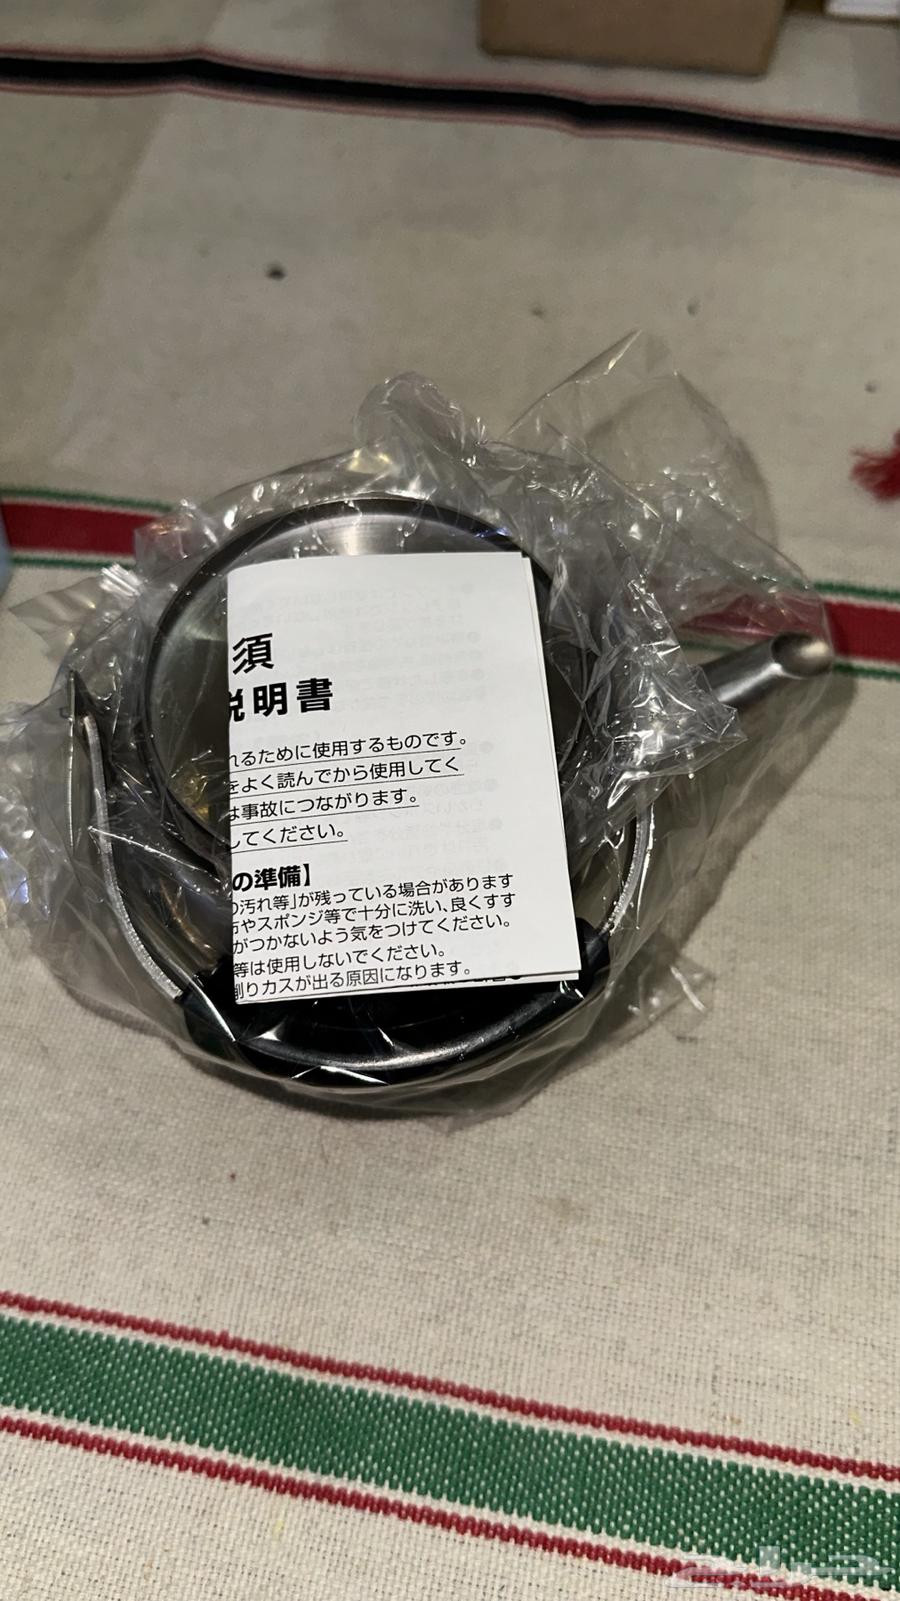 須
説明書
れるために使用するものです。
をよく読んでから使用してく
は事故につながります。
してください。
の準備】
の汚れ等」が残っている場合があります
やスポンジ等で十分に洗い、良くすす
がつかないよう気をつけてください。
等は使用しないでください。
削りカスが出る原因になります。
حراج